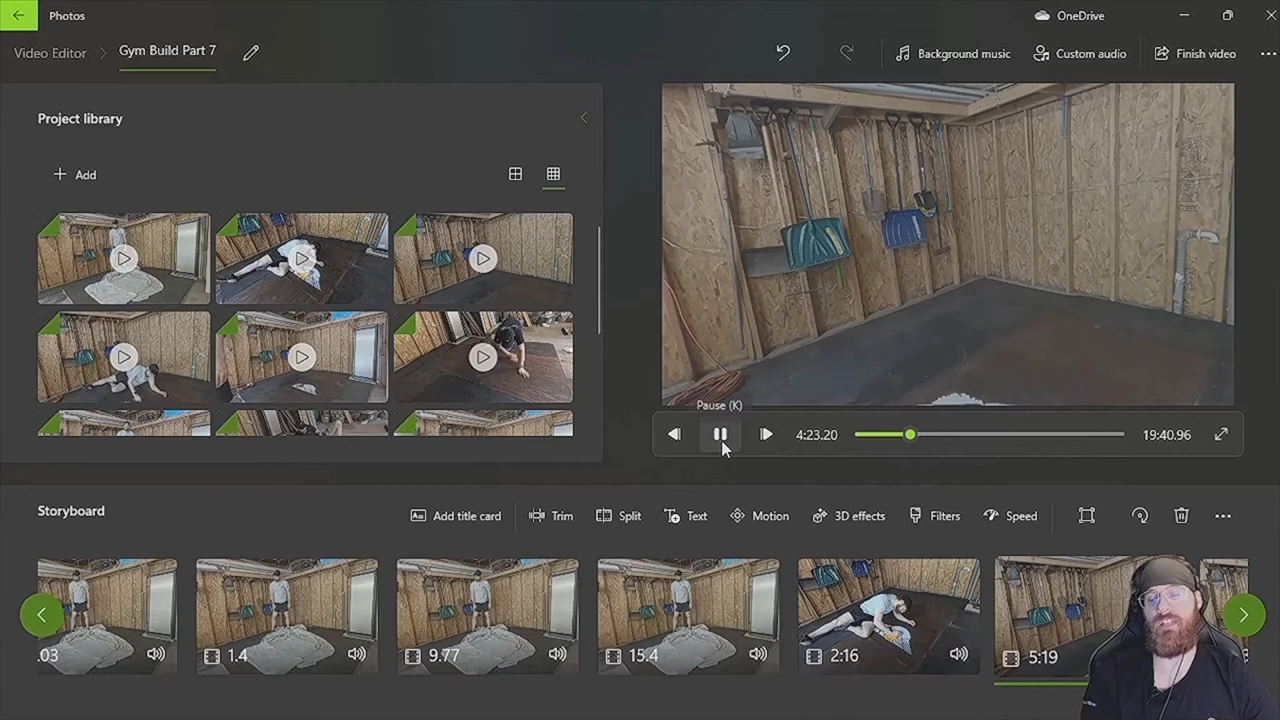 Photos
OneDrive
Video Editor
Gym Build Part 7
Background music
Custom audio
Finish video
Project library
Add
Pause (K)
4:23.20
19:40.96
Storyboard
Add title card
Trim
Split
Text
Motion
3D effects
Filters
Speed
.03
1.4
9.77
15.4
2:16
5:19